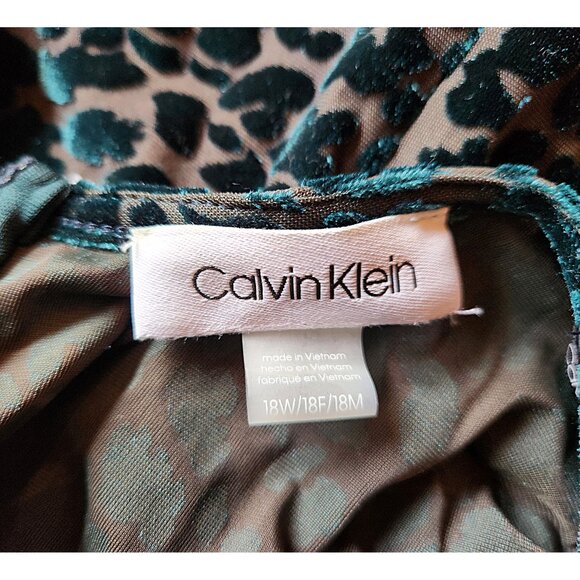 Calvin Klein
made in Vietnam
hecho en Vietnam
fabriqué en Vietnam
18W/18F/18M